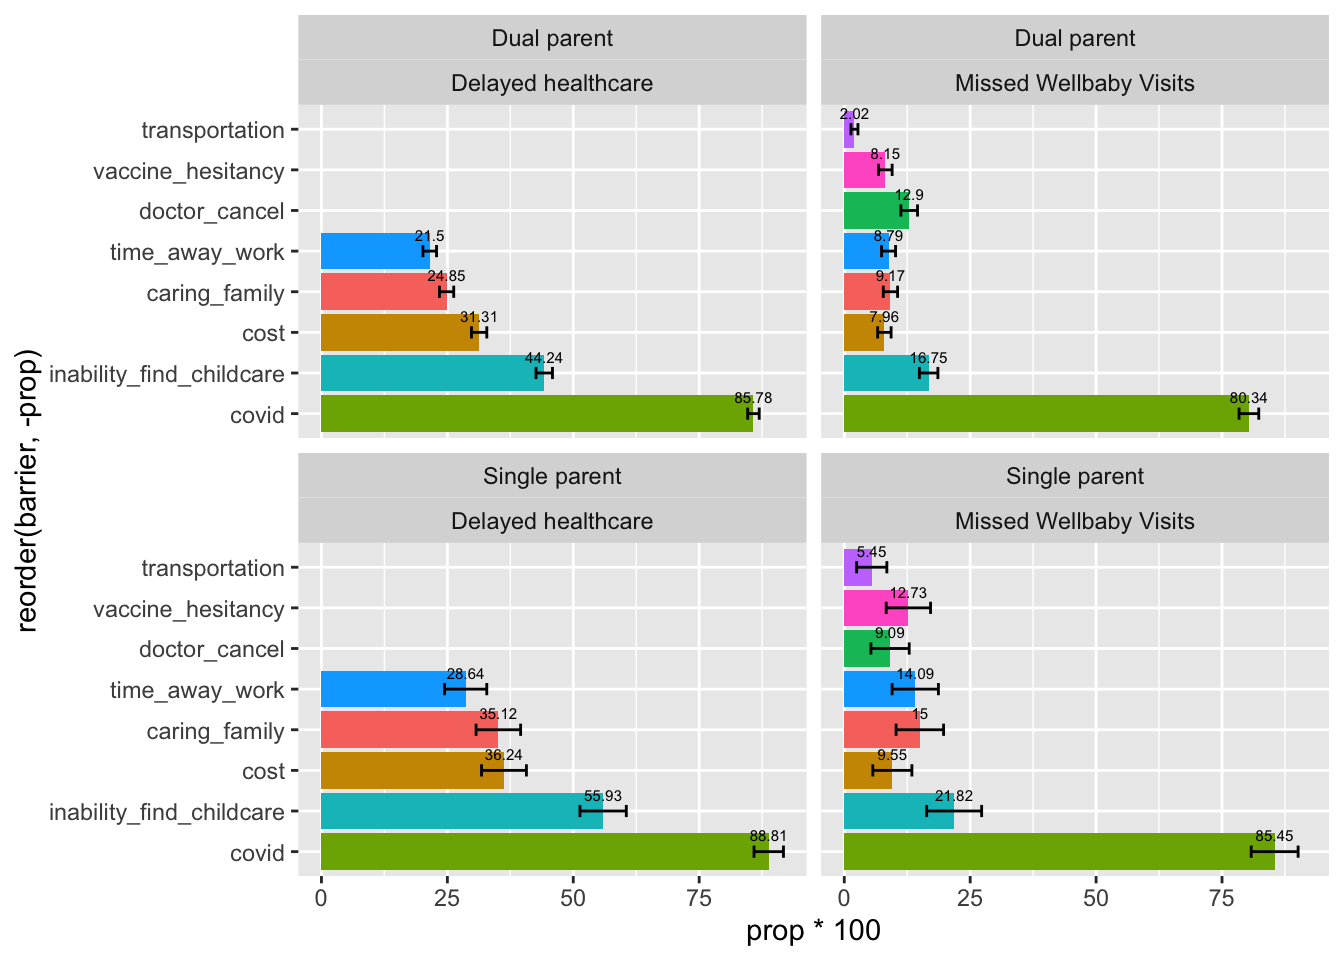 Dual parent
Delayed healthcare
Dual parent
Missed Wellbaby Visits
transportation
vaccine_hesitancy
doctor_cancel
time_away_work
caring_family
cost
inability_find_childcare
covid
21.5
24.85
31.31
44.24
85.78
2.02
8.15
12.9
8.79
9.17
7.96
16.75
80.34
Single parent
Delayed healthcare
Single parent
Missed Wellbaby Visits
transportation
vaccine_hesitancy
doctor_cancel
time_away_work
caring_family
cost
inability_find_childcare
covid
28.64
35.12
36.24
55.93
88.81
5.45
12.73
9.09
14.09
15
9.55
21.82
85.45
0 25 50 75
0 25 50 75
prop * 100
reorder(barrier, -prop)